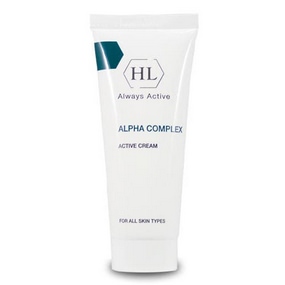 HL
Always Active
ALPHA COMPLEX
ACTIVE CREAM
FOR ALL SKIN TYPES